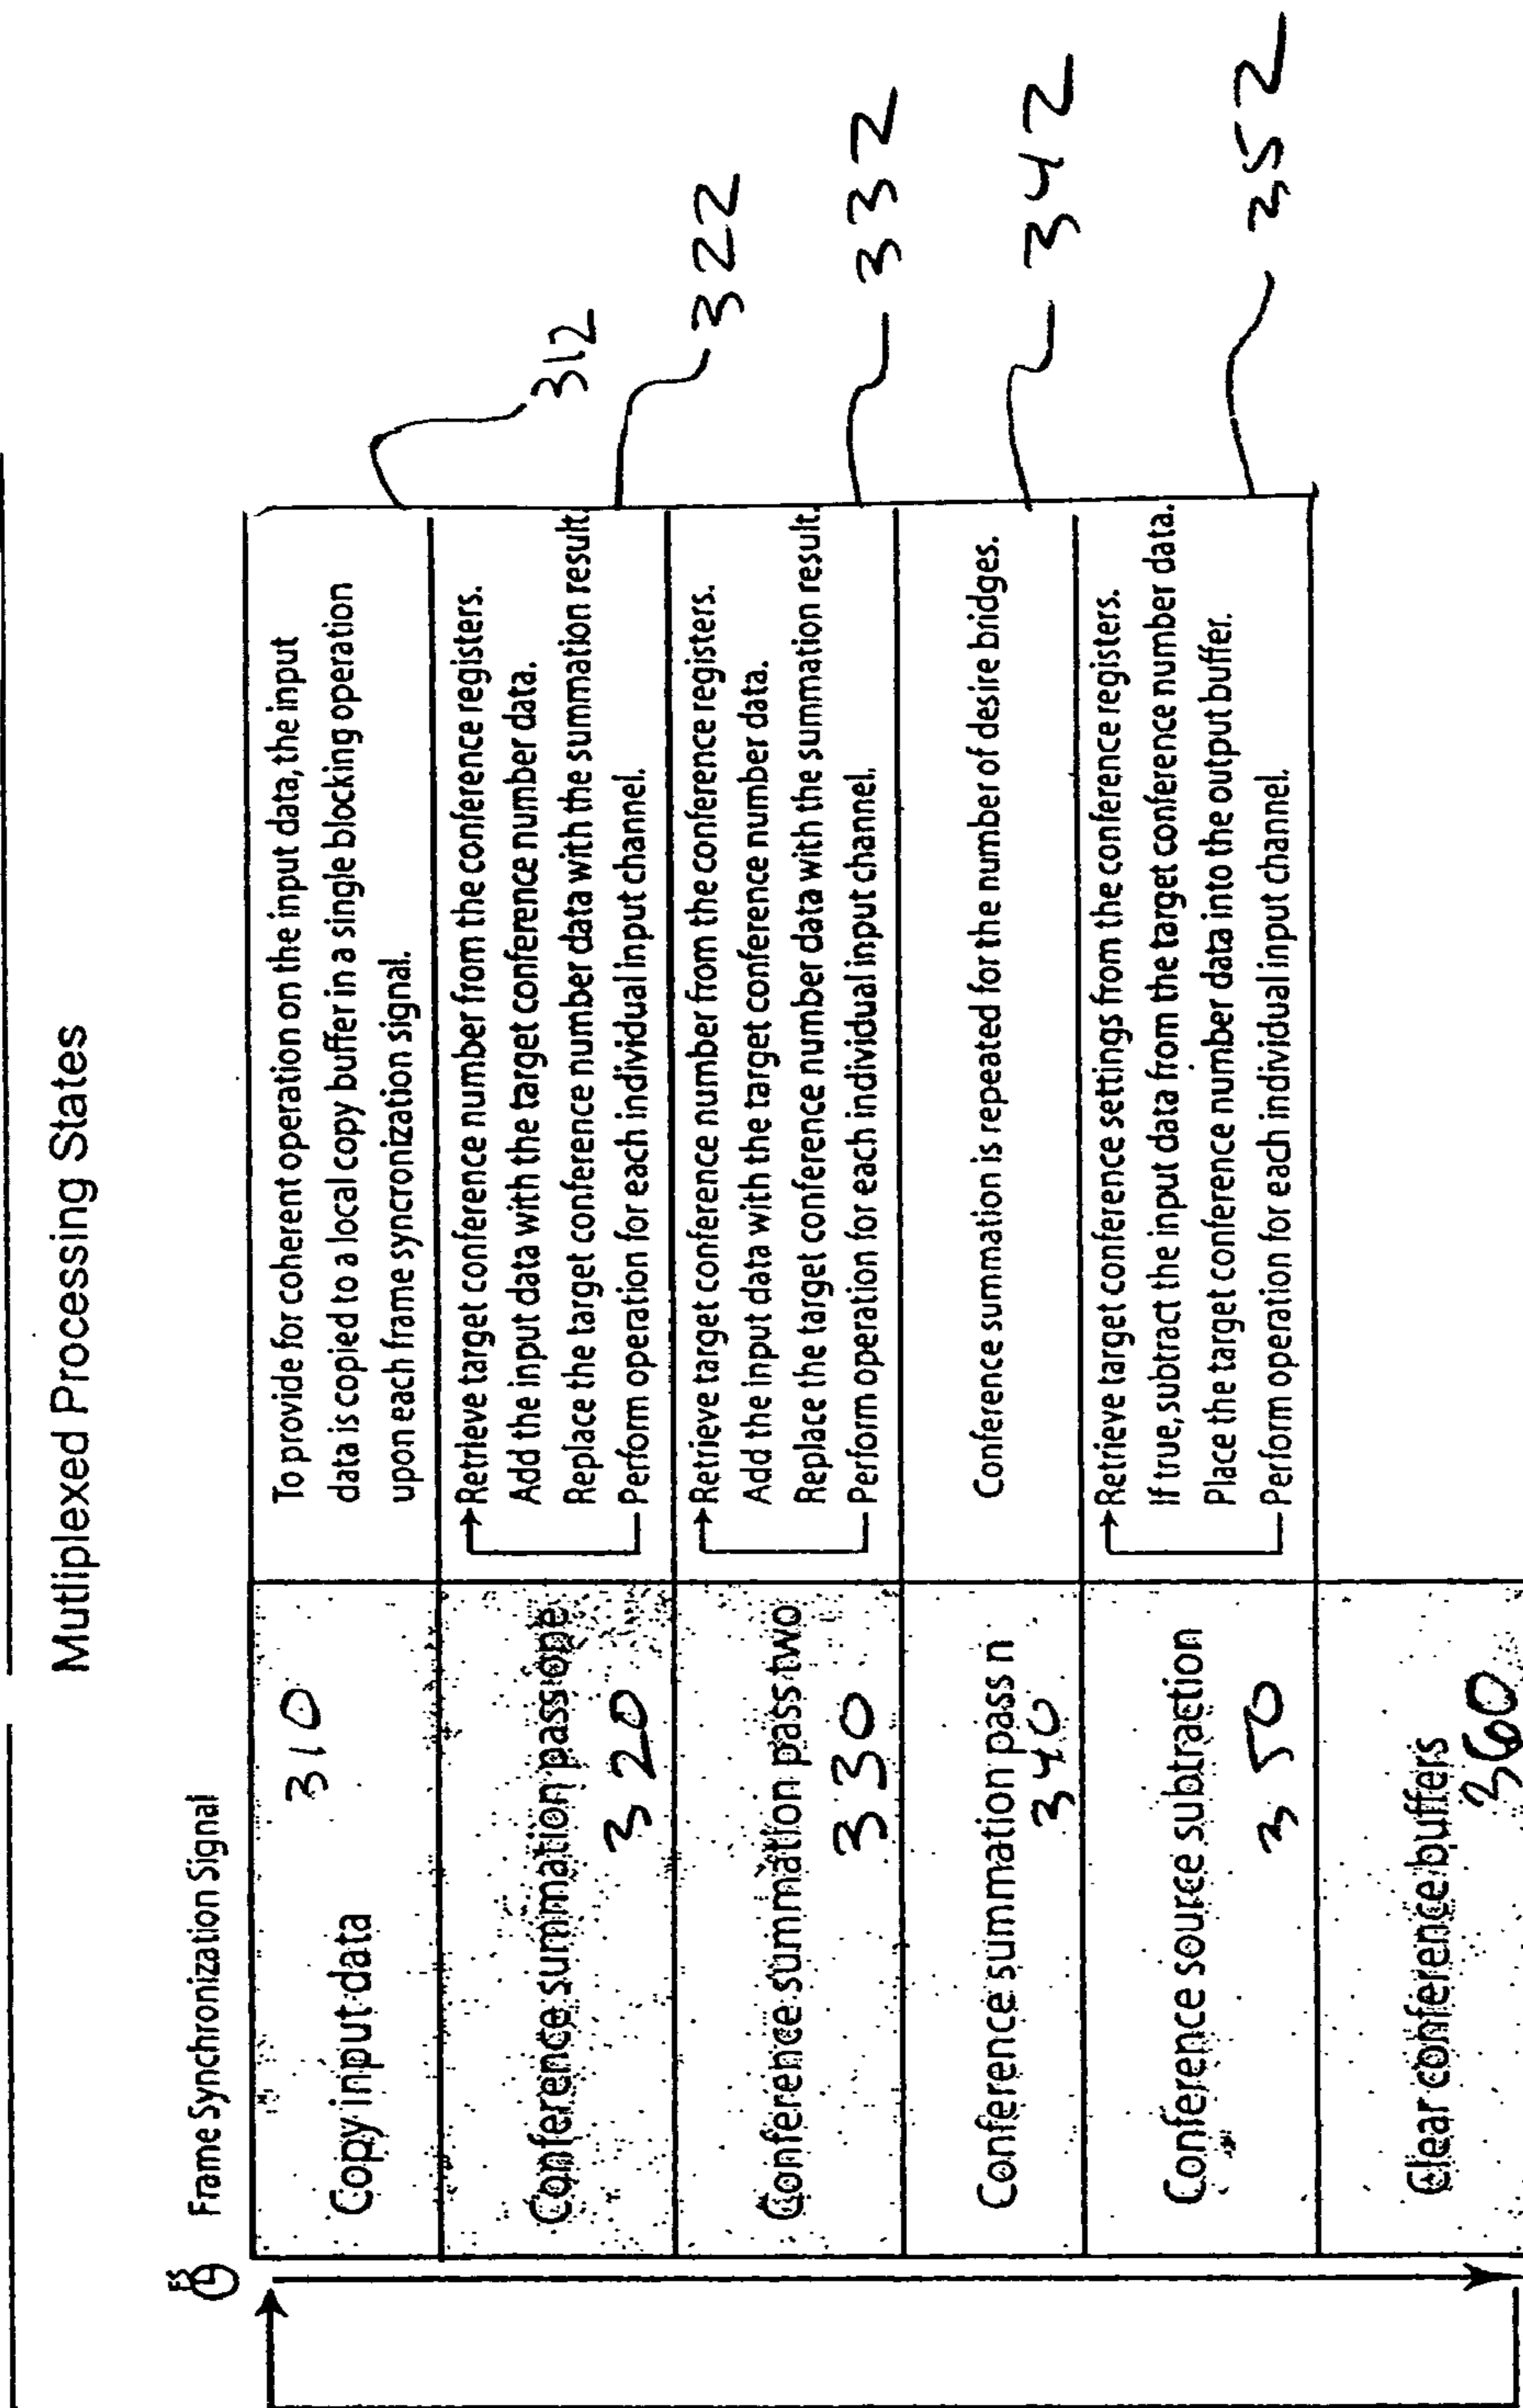 Mutliplexed Processing States
FS
Frame Synchronization Signal
Copy input data
310
To provide for coherent operation on the input data, the input
data is copied to a local copy buffer in a single blocking operation
upon each frame syncronization signal.
312
Conference summation pass one
320
Retrieve target conference number from the conference registers.
Add the input data with the target conference number data.
Replace the target conference number data with the summation result.
Perform operation for each individual input channel.
322
Conference summation pass two
330
Retrieve target conference number from the conference registers.
Add the input data with the target conference number data.
Replace the target conference number data with the summation result.
Perform operation for each individual input channel.
332
Conference summation pass n
340
Conference summation is repeated for the number of desire bridges.
342
Conference source subtraction
350
Retrieve target conference settings from the conference registers.
If true, subtract the input data from the target conference number data.
Place the target conference number data into the output buffer.
Perform operation for each individual input channel.
352
Clear conference buffers
360